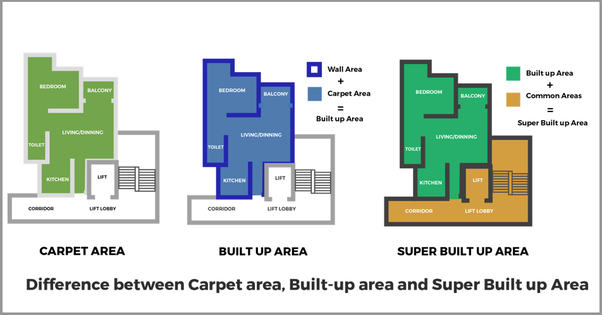 BEDROOM
BALCONY
LIVING/DINNING
TOILET
KITCHEN
LIFT
CORRIDOR
LIFT LOBBY
CARPET AREA
Wall Area
+
Carpet Area
=
Built up Area
BEDROOM
BALCONY
LIVING/DINNING
TOILET
KITCHEN
LIFT
CORRIDOR
LIFT LOBBY
BUILT UP AREA
Built up Area
+
Common Areas
=
Super Built up Area
BEDROOM
BALCONY
LIVING/DINNING
TOILET
KITCHEN
LIFT
CORRIDOR
LIFT LOBBY
SUPER BUILT UP AREA
Difference between Carpet area, Built-up area and Super Built up Area